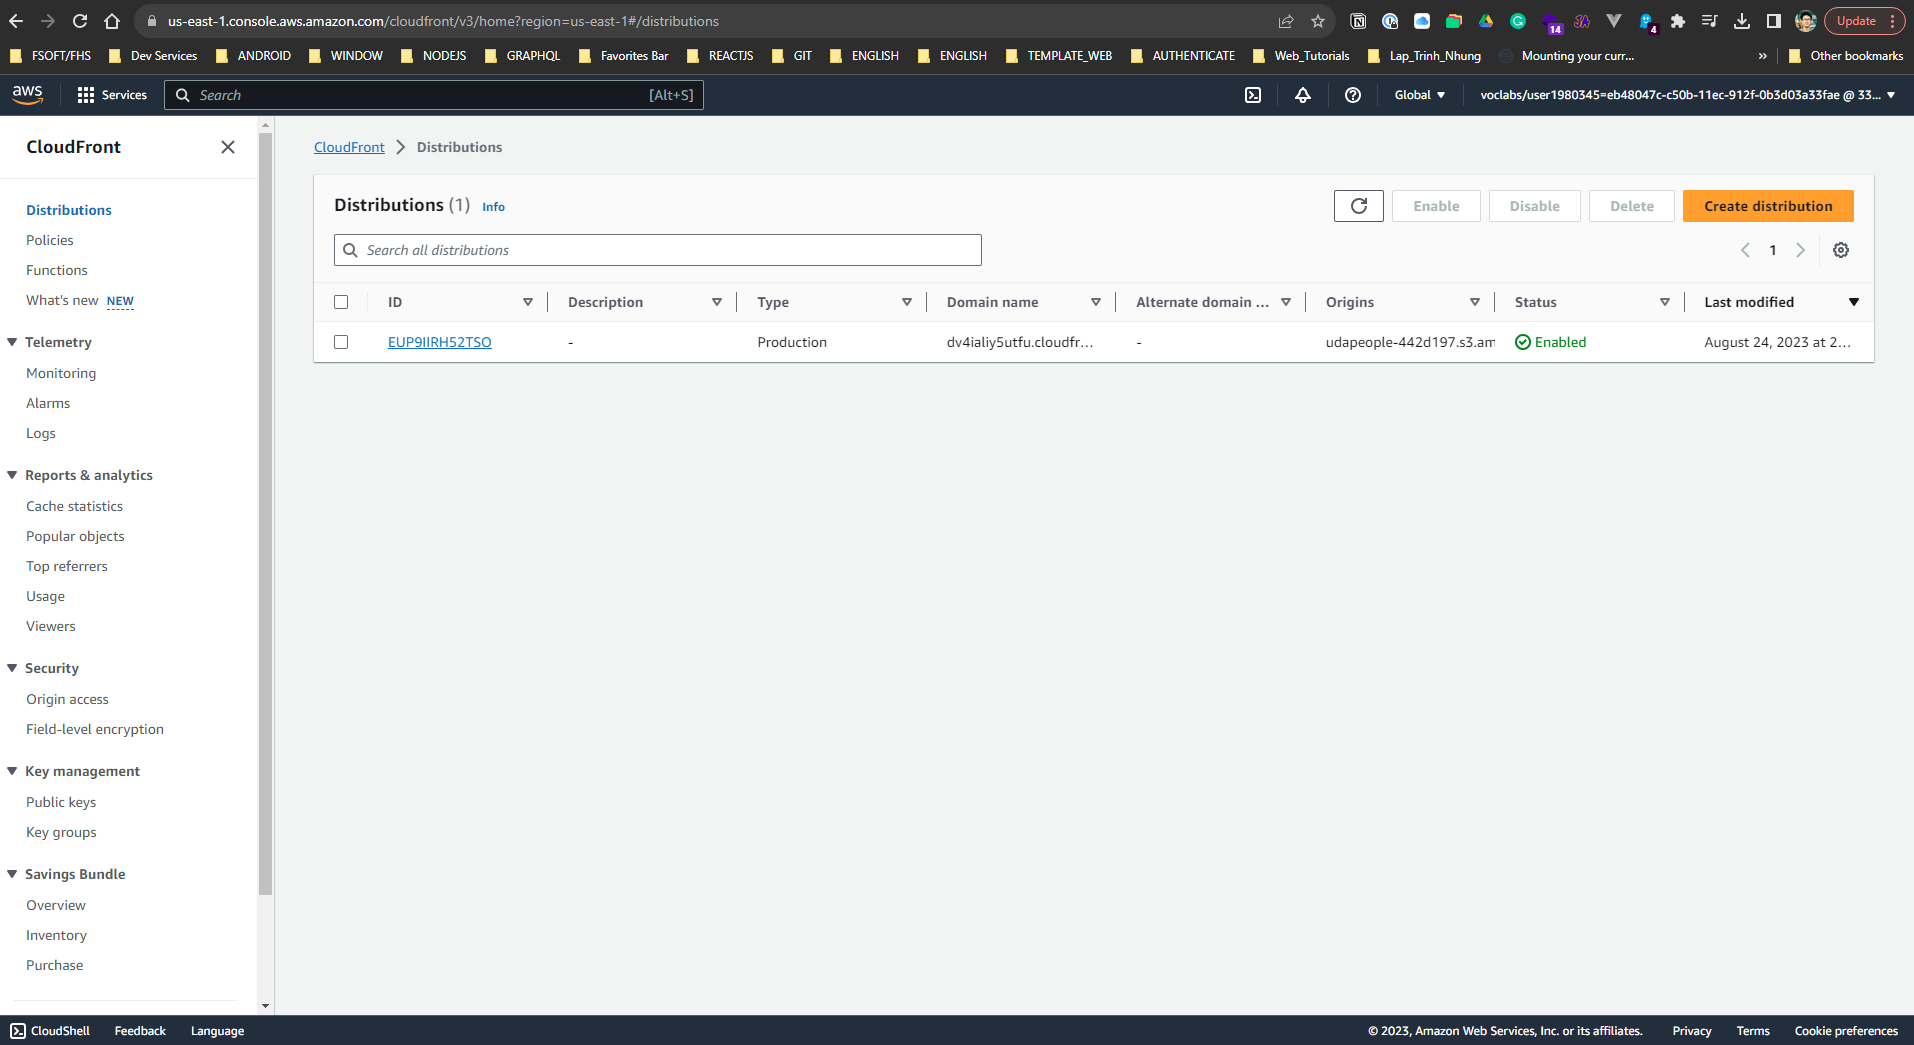 us-east-1.console.aws.amazon.com/cloudfront/v3/home?region=us-east-1#/distributions
14
4
Update
FSOFT/FHS Dev Services ANDROID WINDOW NODEJS GRAPHQL Favorites Bar REACTJS GIT ENGLISH ENGLISH TEMPLATE_WEB AUTHENTICATE Web_Tutorials Lap_Trinh_Nhung Mounting your curr... » Other bookmarks
aws Services Search [Alt+S] Global voclabs/user1980345=eb48047c-c50b-11ec-912f-0b3d03a33fae @ 33...
CloudFront
Distributions
Policies
Functions
What's new NEW
Telemetry
Monitoring
Alarms
Logs
Reports & analytics
Cache statistics
Popular objects
Top referrers
Usage
Viewers
Security
Origin access
Field-level encryption
Key management
Public keys
Key groups
Savings Bundle
Overview
Inventory
Purchase
CloudFront Distributions
Distributions (1) Info
Enable Disable Delete Create distribution
Search all distributions
1
ID Description Type Domain name Alternate domain ... Origins Status Last modified
EUP9IIRH52TSO - Production dv4ialiy5utfu.cloudfr... - udapeople-442d197.s3.am Enabled August 24, 2023 at 2...
CloudShell Feedback Language © 2023, Amazon Web Services, Inc. or its affiliates. Privacy Terms Cookie preferences